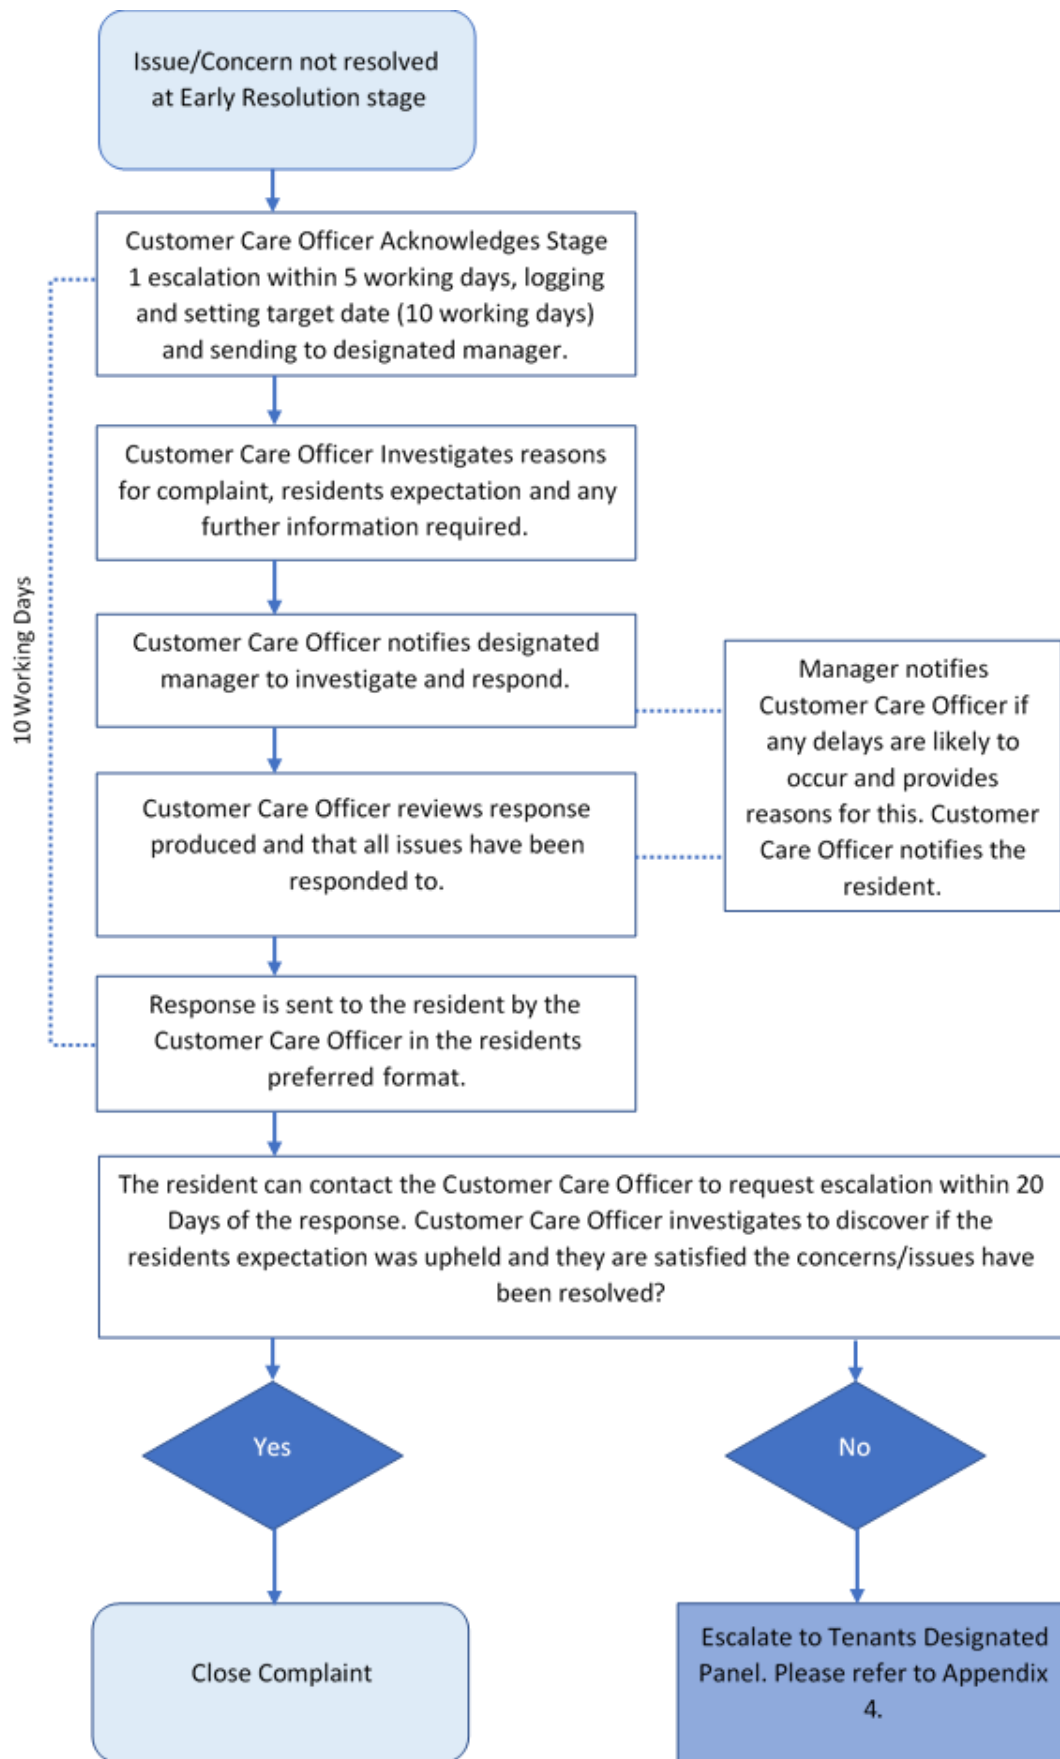 Issue/Concern not resolved
at Early Resolution stage
Customer Care Officer Acknowledges Stage
1 escalation within 5 working days, logging
and setting target date (10 working days)
and sending to designated manager.
Customer Care Officer Investigates reasons
for complaint, residents expectation and any
further information required.
10 Working Days
Customer Care Officer notifies designated
manager to investigate and respond.
Manager notifies
Customer Care Officer if
any delays are likely to
occur and provides
reasons for this. Customer
Care Officer notifies the
resident.
Customer Care Officer reviews response
produced and that all issues have been
responded to.
Response is sent to the resident by the
Customer Care Officer in the residents
preferred format.
The resident can contact the Customer Care Officer to request escalation within 20
Days of the response. Customer Care Officer investigates to discover if the
residents expectation was upheld and they are satisfied the concerns/issues have
been resolved?
Yes
No
Close Complaint
Escalate to Tenants Designated
Panel. Please refer to Appendix
4.